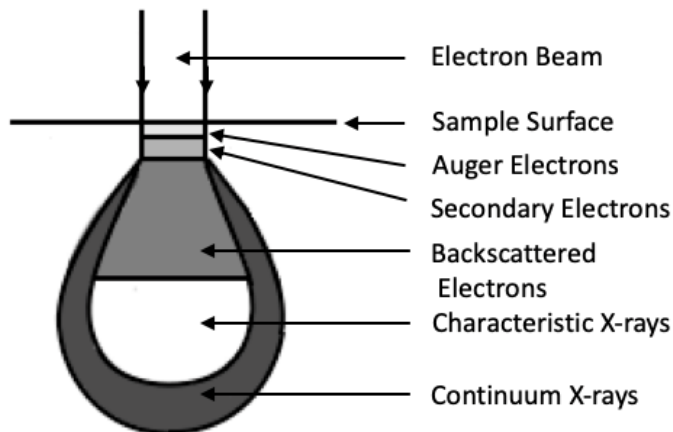 Electron Beam
Sample Surface
Auger Electrons
Secondary Electrons
Backscattered
Electrons
Characteristic X-rays
Continuum X-rays